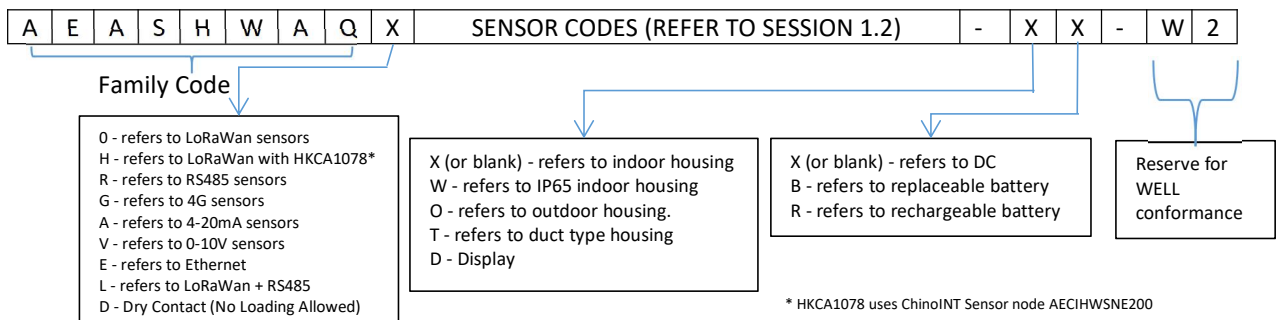 A E A S H W A Q X SENSOR CODES (REFER TO SESSION 1.2) - X X - W 2
Family Code
0 - refers to LoRaWan sensors
H - refers to LoRaWan with HKCA1078*
R - refers to RS485 sensors
G - refers to 4G sensors
A - refers to 4-20mA sensors
V - refers to 0-10V sensors
E - refers to Ethernet
L - refers to LoRaWan + RS485
D - Dry Contact (No Loading Allowed)
X (or blank) - refers to indoor housing
W - refers to IP65 indoor housing
O - refers to outdoor housing.
T - refers to duct type housing
D - Display
X (or blank) - refers to DC
B - refers to replaceable battery
R - refers to rechargeable battery
Reserve for
WELL
conformance
* HKCA1078 uses ChinoINT Sensor node AECIHWSNE200